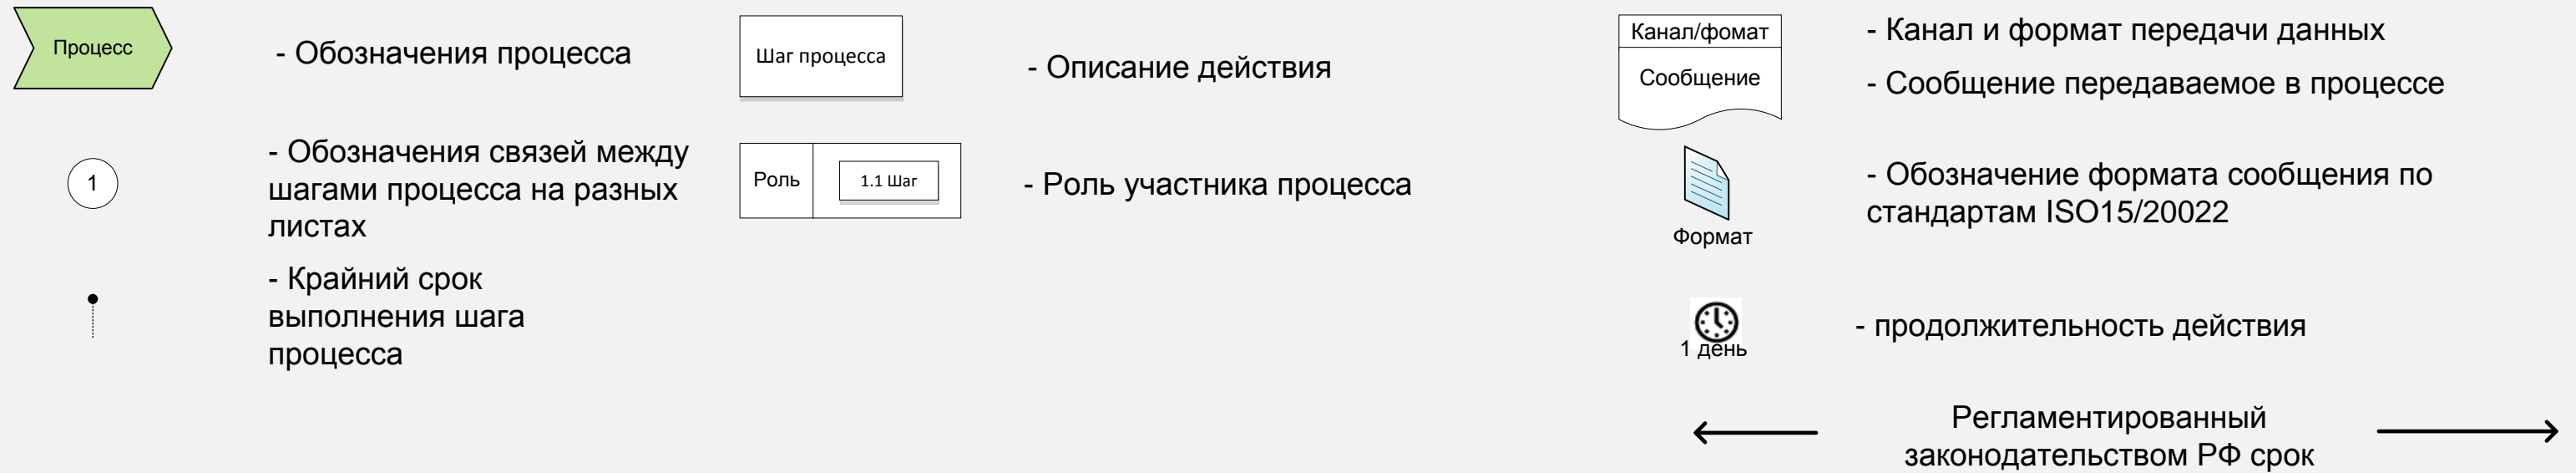 Процесс
- Обозначения процесса
1
- Обозначения связей между
шагами процесса на разных
листах
- Крайний срок
выполнения шага
процесса
Шаг процесса
- Описание действия
Роль
1.1 Шаг
- Роль участника процесса
Канал/фомат
Сообщение
- Канал и формат передачи данных
- Сообщение передаваемое в процессе
Формат
- Обозначение формата сообщения по
стандартам ISO15/20022
1 день
- продолжительность действия
Регламентированный
законодательством РФ срок